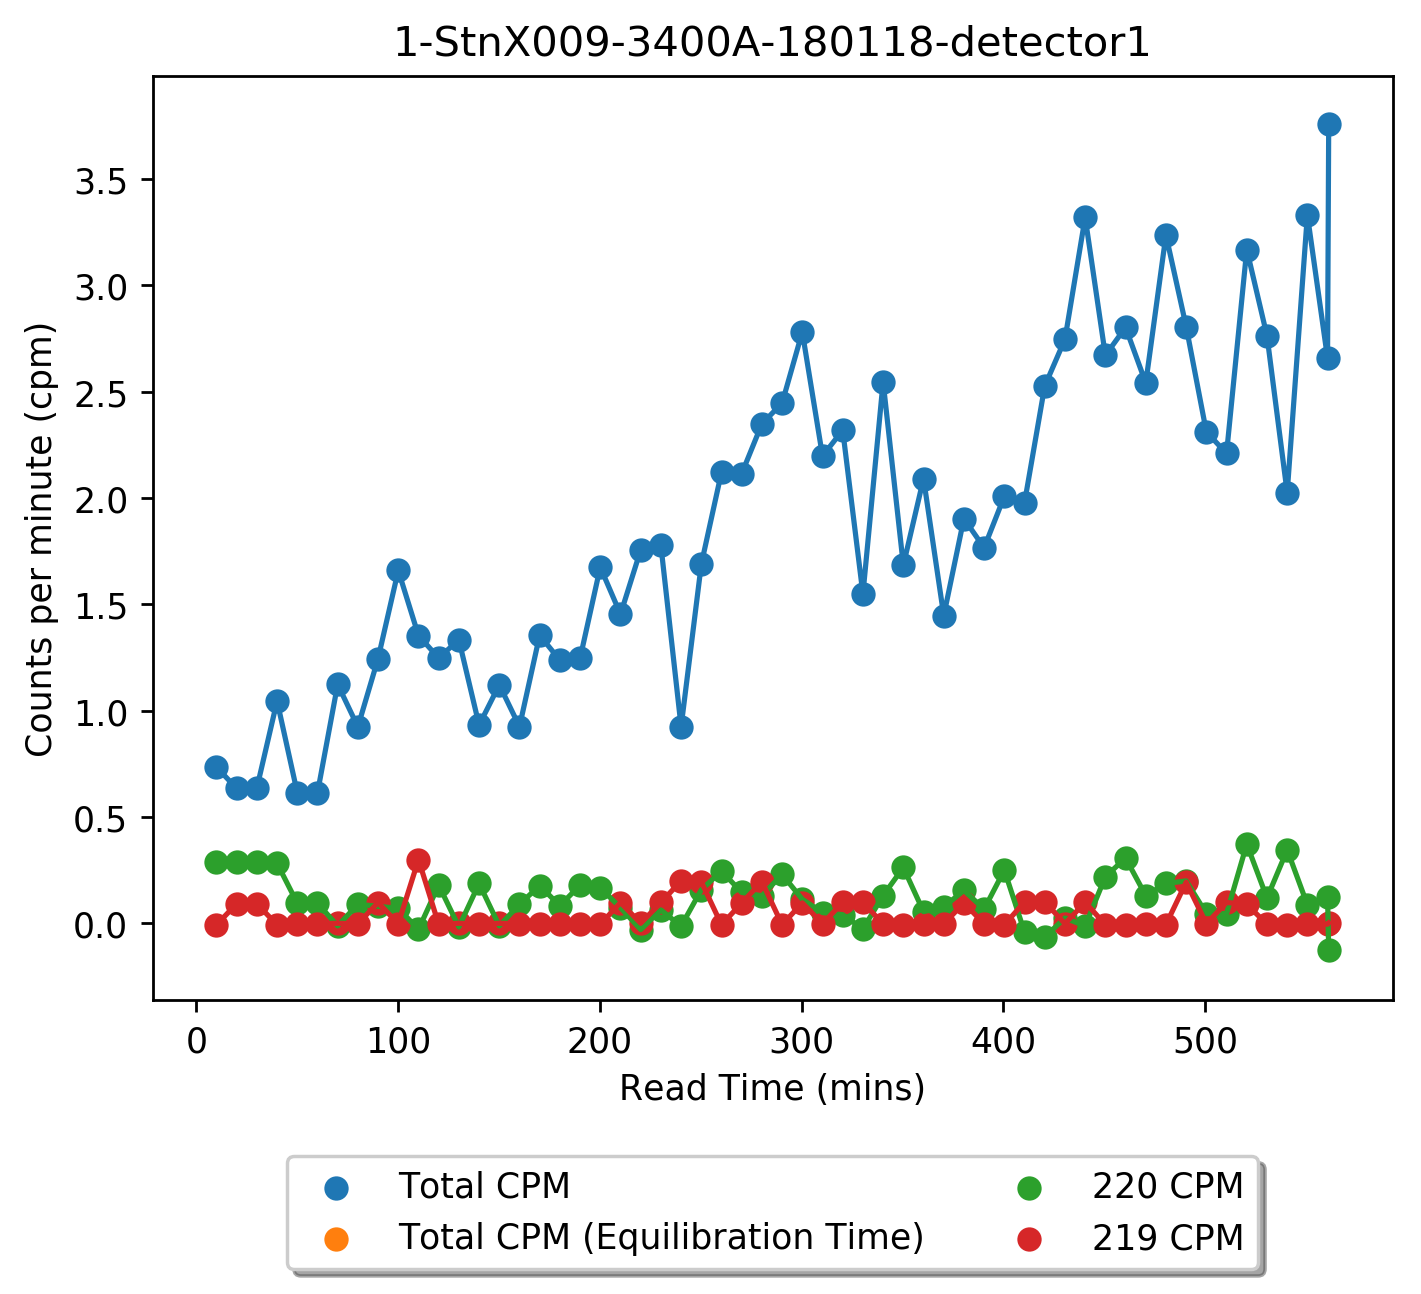 1-StnX009-3400A-180118-detector1
Counts per minute (cpm)
3.5
3.0
2.5
2.0
1.5
1.0
0.5
0.0
0 100 200 300 400 500
Read Time (mins)
Total CPM
Total CPM (Equilibration Time)
220 CPM
219 CPM